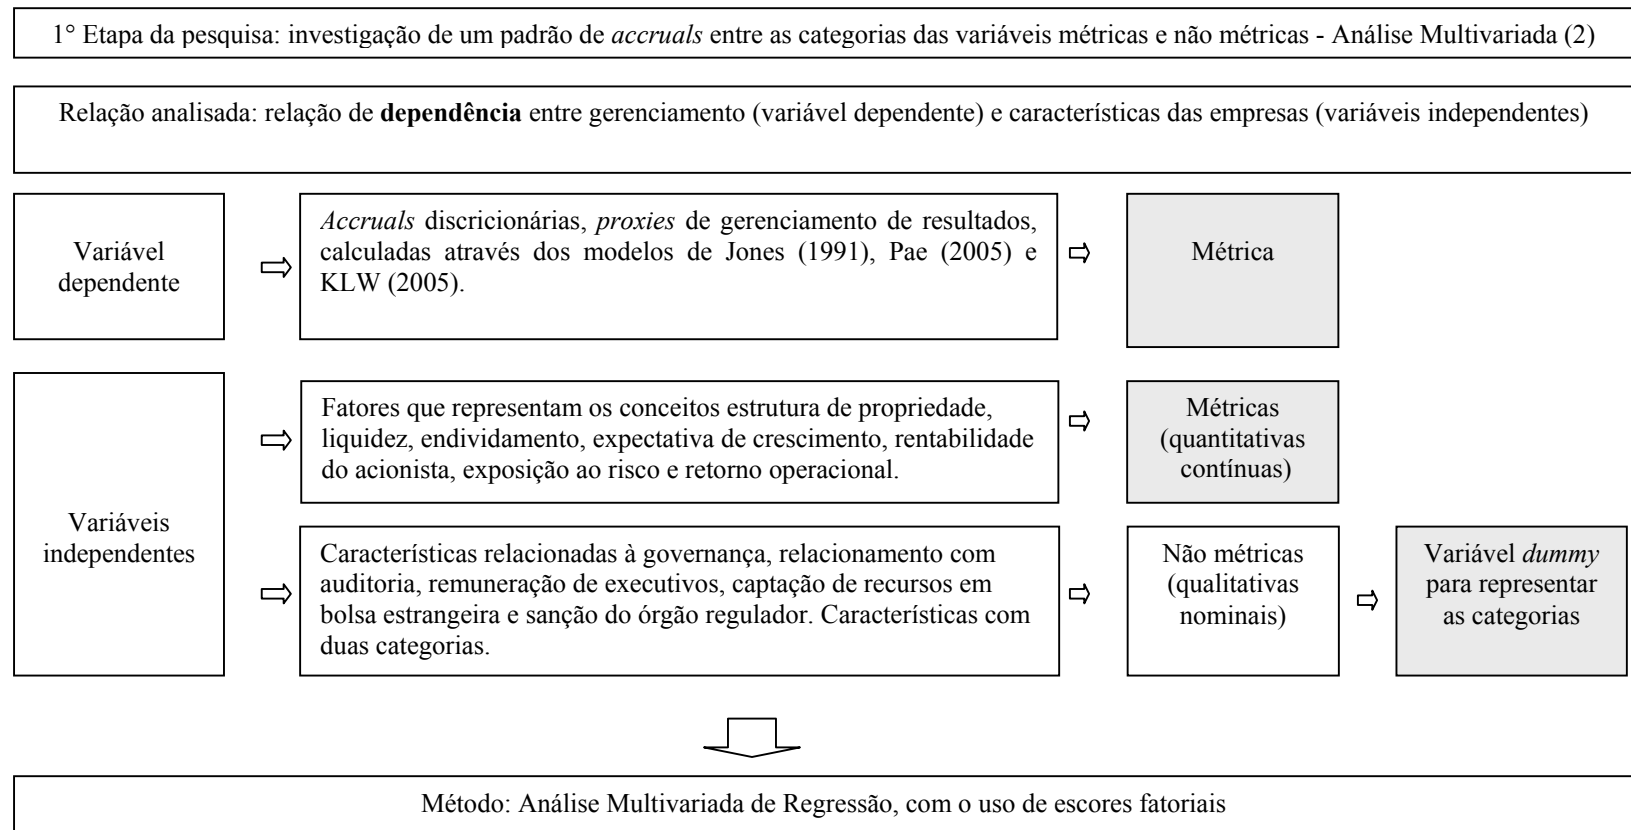 1° Etapa da pesquisa: investigação de um padrão de accruals entre as categorias das variáveis métricas e não métricas - Análise Multivariada (2)
Relação analisada: relação de dependência entre gerenciamento (variável dependente) e características das empresas (variáveis independentes)
Variável
dependente
Accruals discricionárias, proxies de gerenciamento de resultados,
calculadas através dos modelos de Jones (1991), Pae (2005) e
KLW (2005).
Métrica
Variáveis
independentes
Fatores que representam os conceitos estrutura de propriedade,
liquidez, endividamento, expectativa de crescimento, rentabilidade
do acionista, exposição ao risco e retorno operacional.
Métricas
(quantitativas
contínuas)
Características relacionadas à governança, relacionamento com
auditoria, remuneração de executivos, captação de recursos em
bolsa estrangeira e sanção do órgão regulador. Características com
duas categorias.
Não métricas
(qualitativas
nominais)
Variável dummy
para representar
as categorias
Método: Análise Multivariada de Regressão, com o uso de escores fatoriais